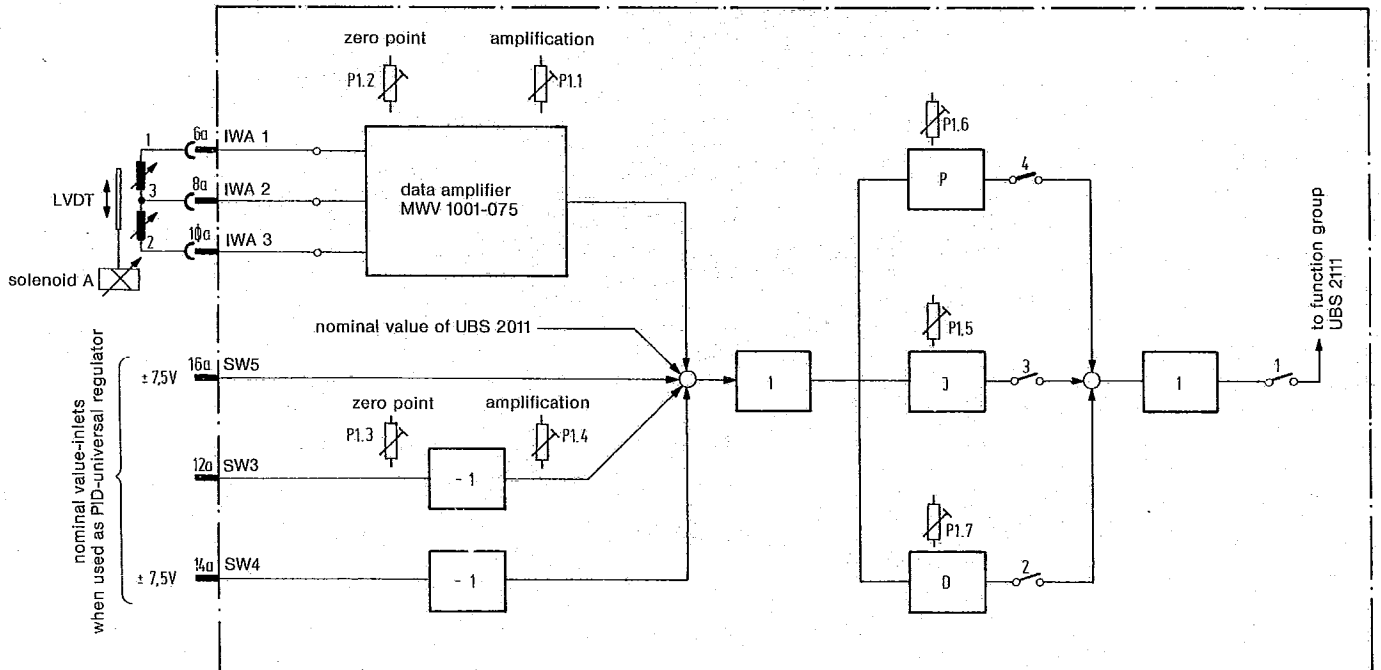 zero point
amplification
P1.2
P1.1
P1.6
1
6a
IWA 1
LVDT
3
8a
IWA 2
data amplifier
MWV 1001-075
P
4
2
10a
IWA 3
solenoid A
nominal value of UBS 2011
P1.5
to function group
UBS 2111
nominal value-inlets
when used as PID-universal regulator
± 7,5V
16a
SW5
1
J
3
1
1
zero point
amplification
P1.3
P1.4
12a
SW3
- 1
P1.7
± 7,5V
14a
SW4
- 1
D
2